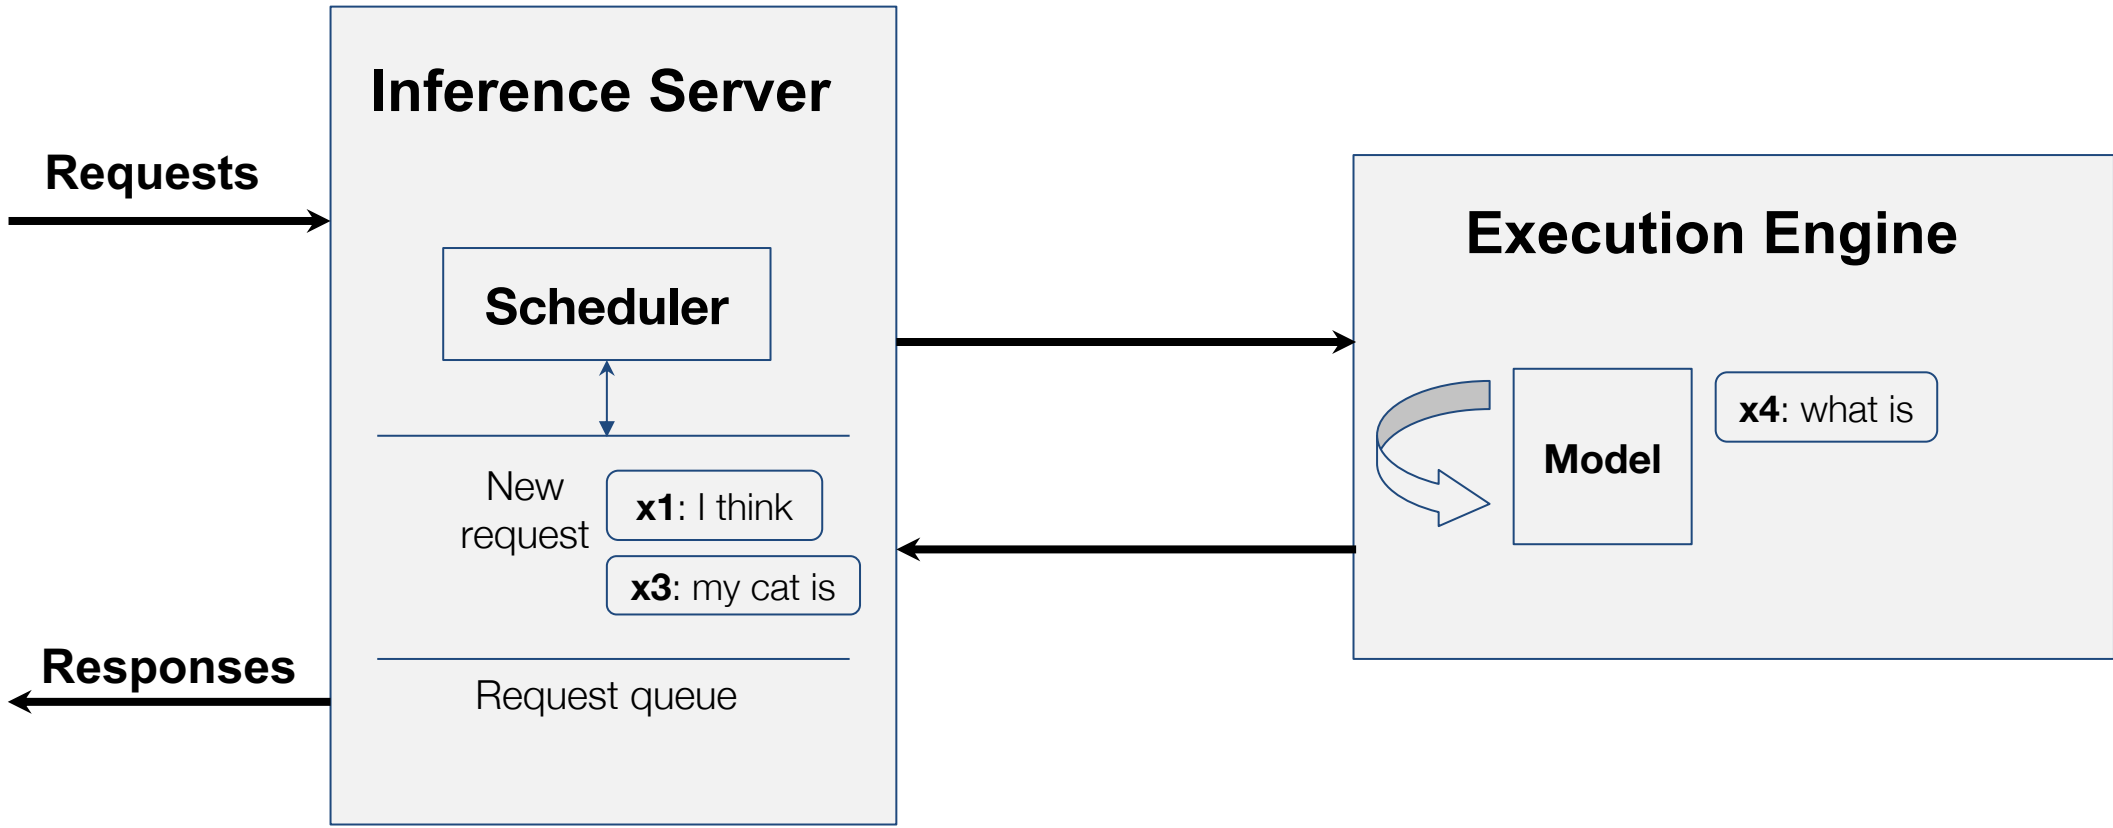 Inference Server
Requests
Scheduler
New
request
x1: I think
x3: my cat is
Request queue
Responses
Execution Engine
Model
x4: what is